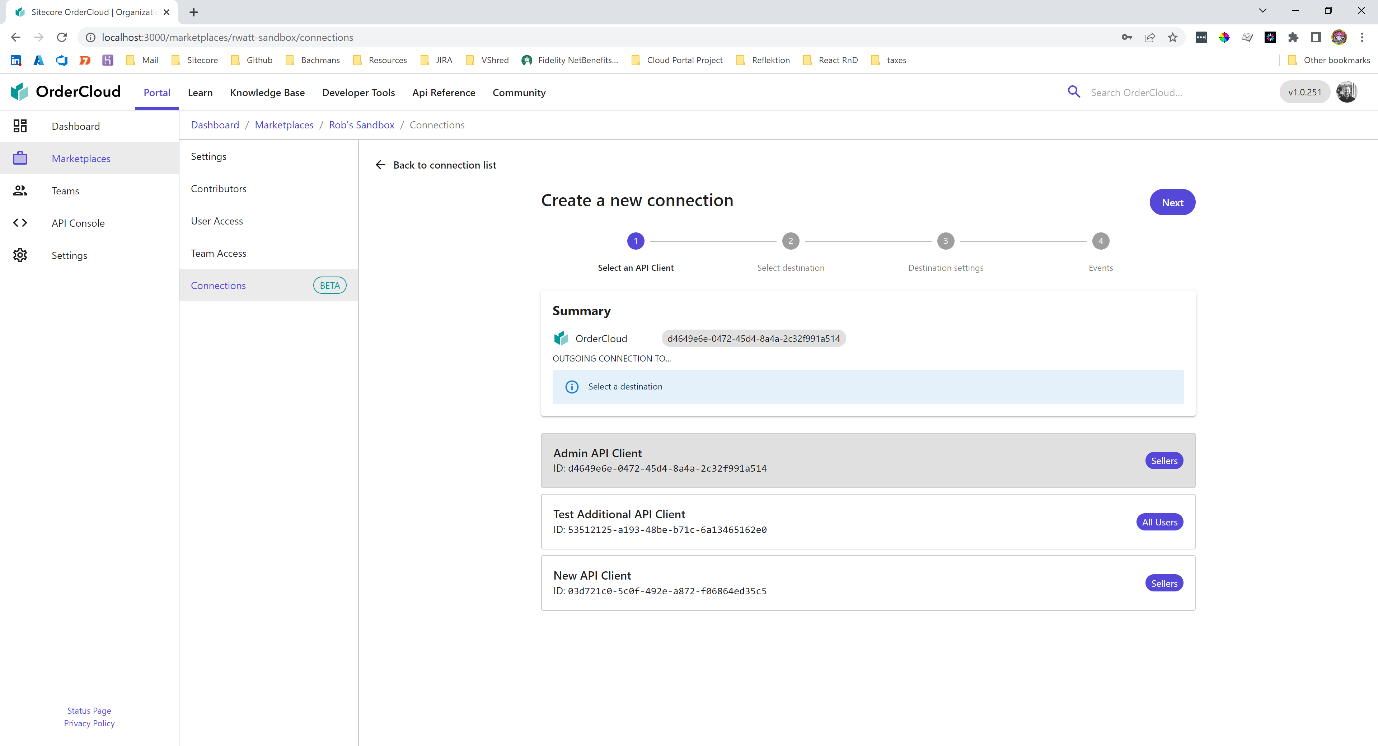 Sitecore OrderCloud | Organizati
localhost:3000/marketplaces/rwatt-sandbox/connections
Mail Sitecore Github Bachmans Resources JIRA VShred Fidelity NetBenefits... Cloud Portal Project Reflektion React RnD taxes Other bookmarks
OrderCloud Portal Learn Knowledge Base Developer Tools Api Reference Community Search OrderCloud... v1.0.251
Dashboard
Marketplaces
Teams
API Console
Settings
Status Page
Privacy Policy
Dashboard / Marketplaces / Rob's Sandbox / Connections
Settings
Contributors
User Access
Team Access
Connections BETA
Back to connection list
Create a new connection Next
1 2 3 4
Select an API Client Select destination Destination settings Events
Summary
OrderCloud d4649e6e-0472-45d4-8a4a-2c32f991a514
OUTGOING CONNECTION TO...
Select a destination
Admin API Client
ID: d4649e6e-0472-45d4-8a4a-2c32f991a514 Sellers
Test Additional API Client
ID: 53512125-a193-48be-b71c-6a13465162e0 All Users
New API Client
ID: 03d721c0-5c0f-492e-a872-f06864ed35c5 Sellers